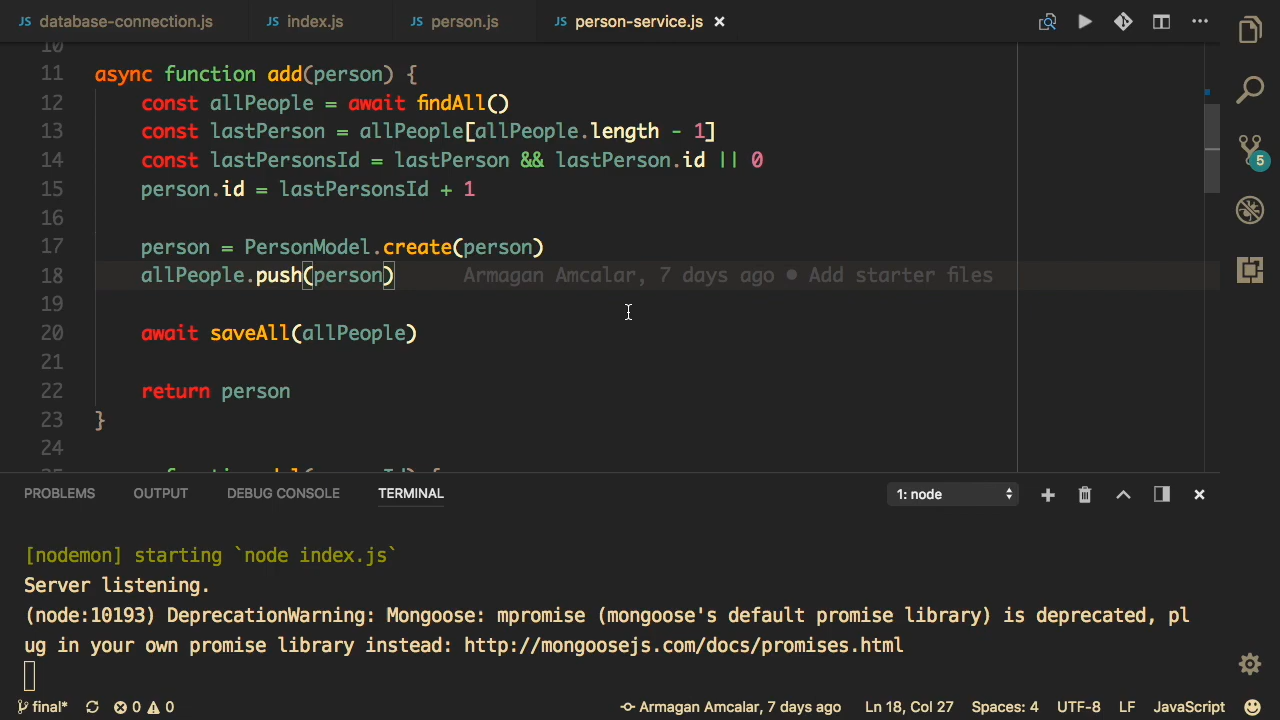 JS database-connection.js JS index.js JS person.js JS person-service.js ×
10
11 async function add(person) {
12 const allPeople = await findAll()
13 const lastPerson = allPeople[allPeople.length - 1]
14 const lastPersonsId = lastPerson && lastPerson.id || 0
15 person.id = lastPersonsId + 1
16
17 person = PersonModel.create(person)
18 allPeople.push(person) Armagan Amcalar, 7 days ago • Add starter files
19
20 await saveAll(allPeople)
21
22 return person
23 }
24
5
PROBLEMS OUTPUT DEBUG CONSOLE TERMINAL 1: node
[nodemon] starting `node index.js`
Server listening.
(node:10193) DeprecationWarning: Mongoose: mpromise (mongoose's default promise library) is deprecated, pl
ug in your own promise library instead: http://mongoosejs.com/docs/promises.html
final* 0 0 Armagan Amcalar, 7 days ago Ln 18, Col 27 Spaces: 4 UTF-8 LF JavaScript